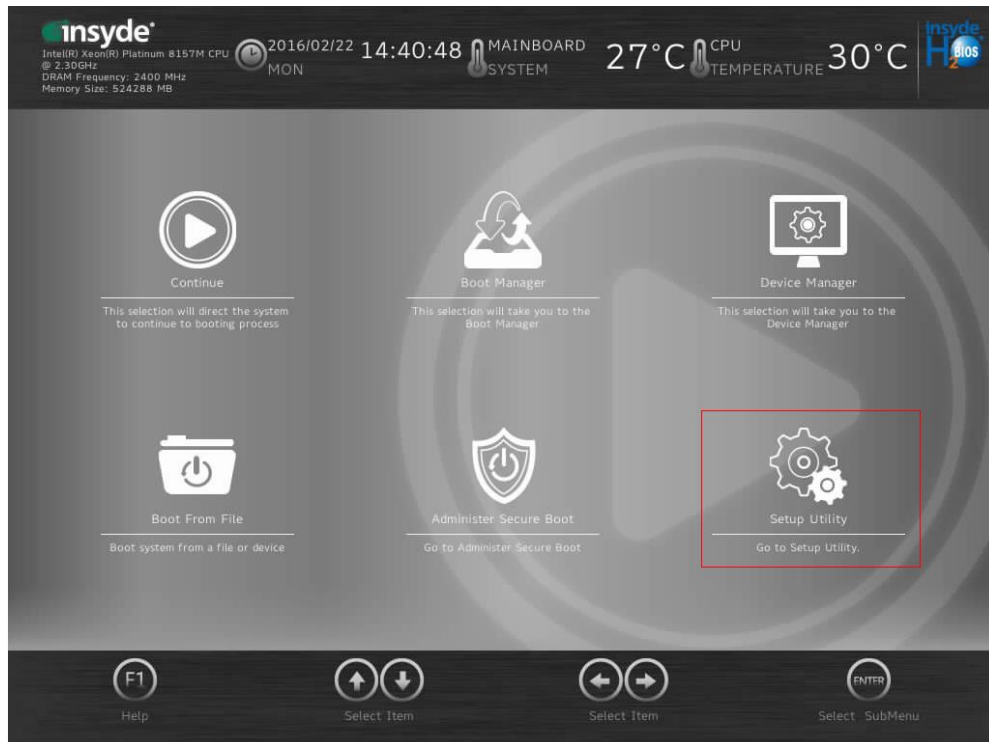 insyde
Intel(R) Xeon(R) Platinum 8157M CPU
@ 2.30GHz
DRAM Frequency: 2400 MHz
Memory Size: 524288 MB
2016/02/22
MON
14:40:48
MAINBOARD
SYSTEM
27°C
CPU
TEMPERATURE
30°C
insyde
H2BIOS
Continue
This selection will direct the system
to continue to booting process
Boot Manager
This selection will take you to the
Boot Manager
Device Manager
This selection will take you to the
Device Manager
Boot From File
Boot system from a file or device
Administer Secure Boot
Go to Administer Secure Boot
Setup Utility
Go to Setup Utility.
F1
Help
Select Item
Select Item
ENTER
Select SubMenu